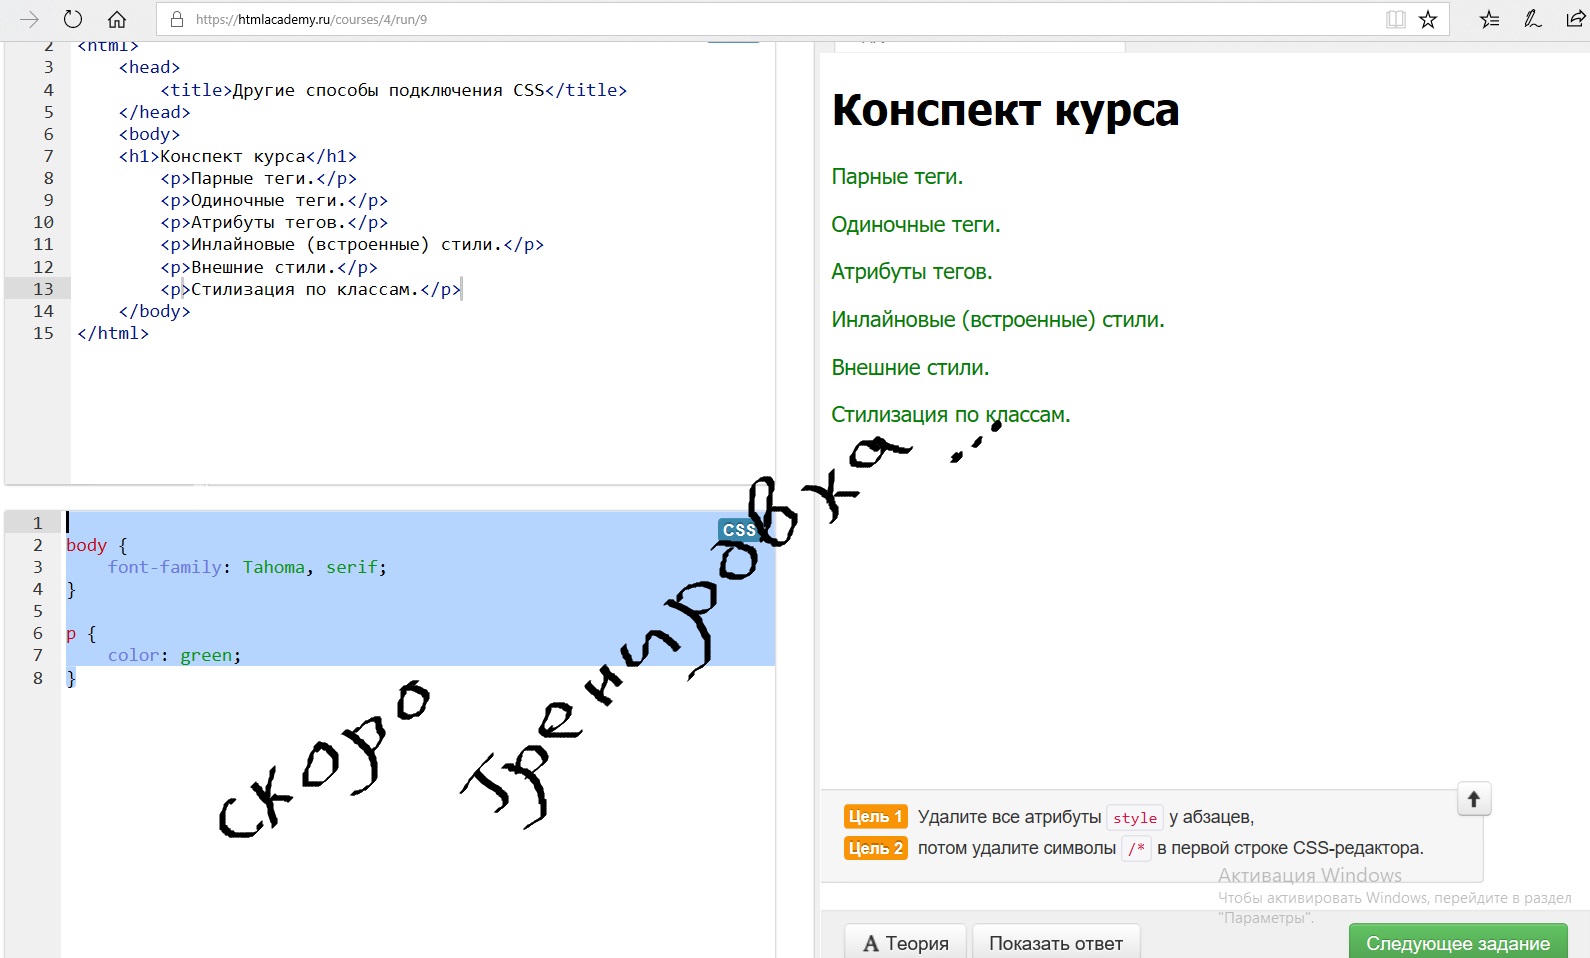 https://htmlacademy.ru/courses/4/run/9
2 <html>
3 <head>
4 <title>Другие способы подключения CSS</title>
5 </head>
6 <body>
7 <h1>Конспект курса</h1>
8 <p>Парные теги.</p>
9 <p>Одиночные теги.</p>
10 <p>Атрибуты тегов.</p>
11 <p>Инлайновые (встроенные) стили.</p>
12 <p>Внешние стили.</p>
13 <p>Стилизация по классам.</p>
14 </body>
15 </html>
CSS
1
2 body {
3 font-family: Tahoma, serif;
4 }
5
6 p {
7 color: green;
8 }
Конспект курса
Парные теги.
Одиночные теги.
Атрибуты тегов.
Инлайновые (встроенные) стили.
Внешние стили.
Стилизация по классам.
скоро Тренировка ...
Цель 1 Удалите все атрибуты style у абзацев,
Цель 2 потом удалите символы /* в первой строке CSS-редактора.
Активация Windows
Чтобы активировать Windows, перейдите в раздел
"Параметры".
A Теория Показать ответ Следующее задание